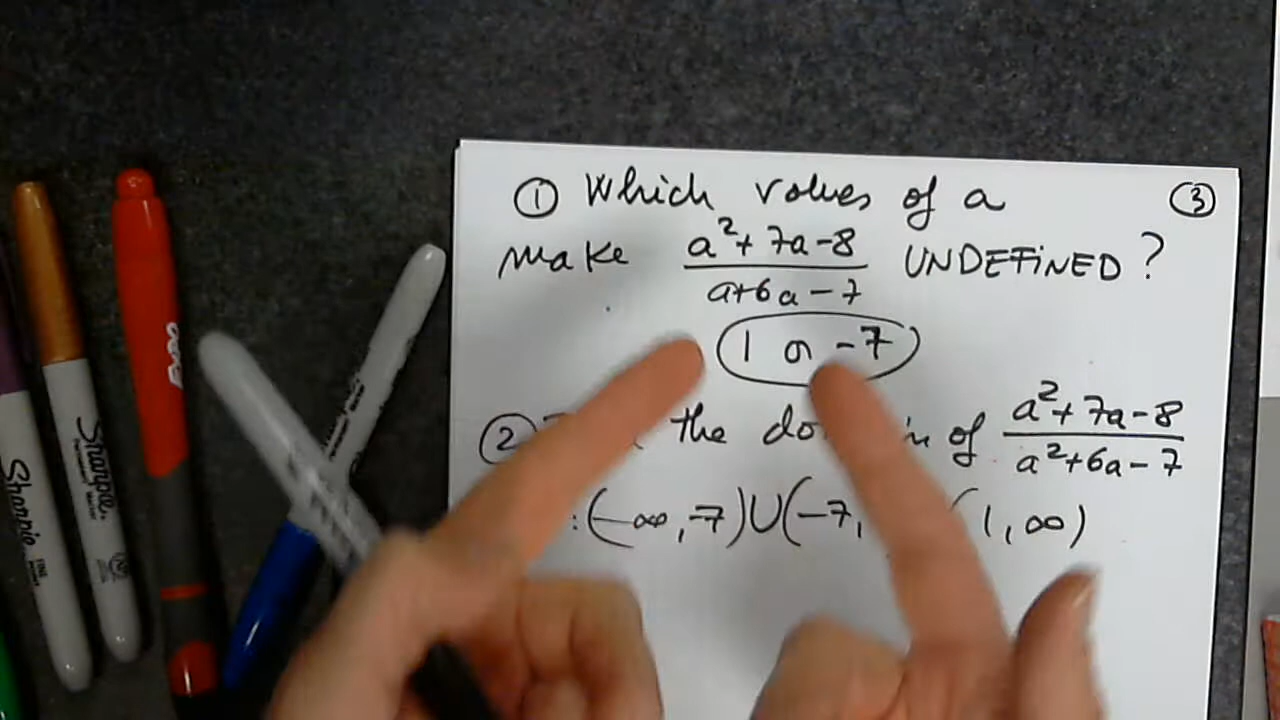 ① Which values of a ③
make a²+7a-8 / a+6a-7 UNDEFINED?
1 or -7
② the of a²+7a-8 / a²+6a-7
: (-∞,-7)∪(-7, (1,∞)
Sharpie
FINE
Sharpie